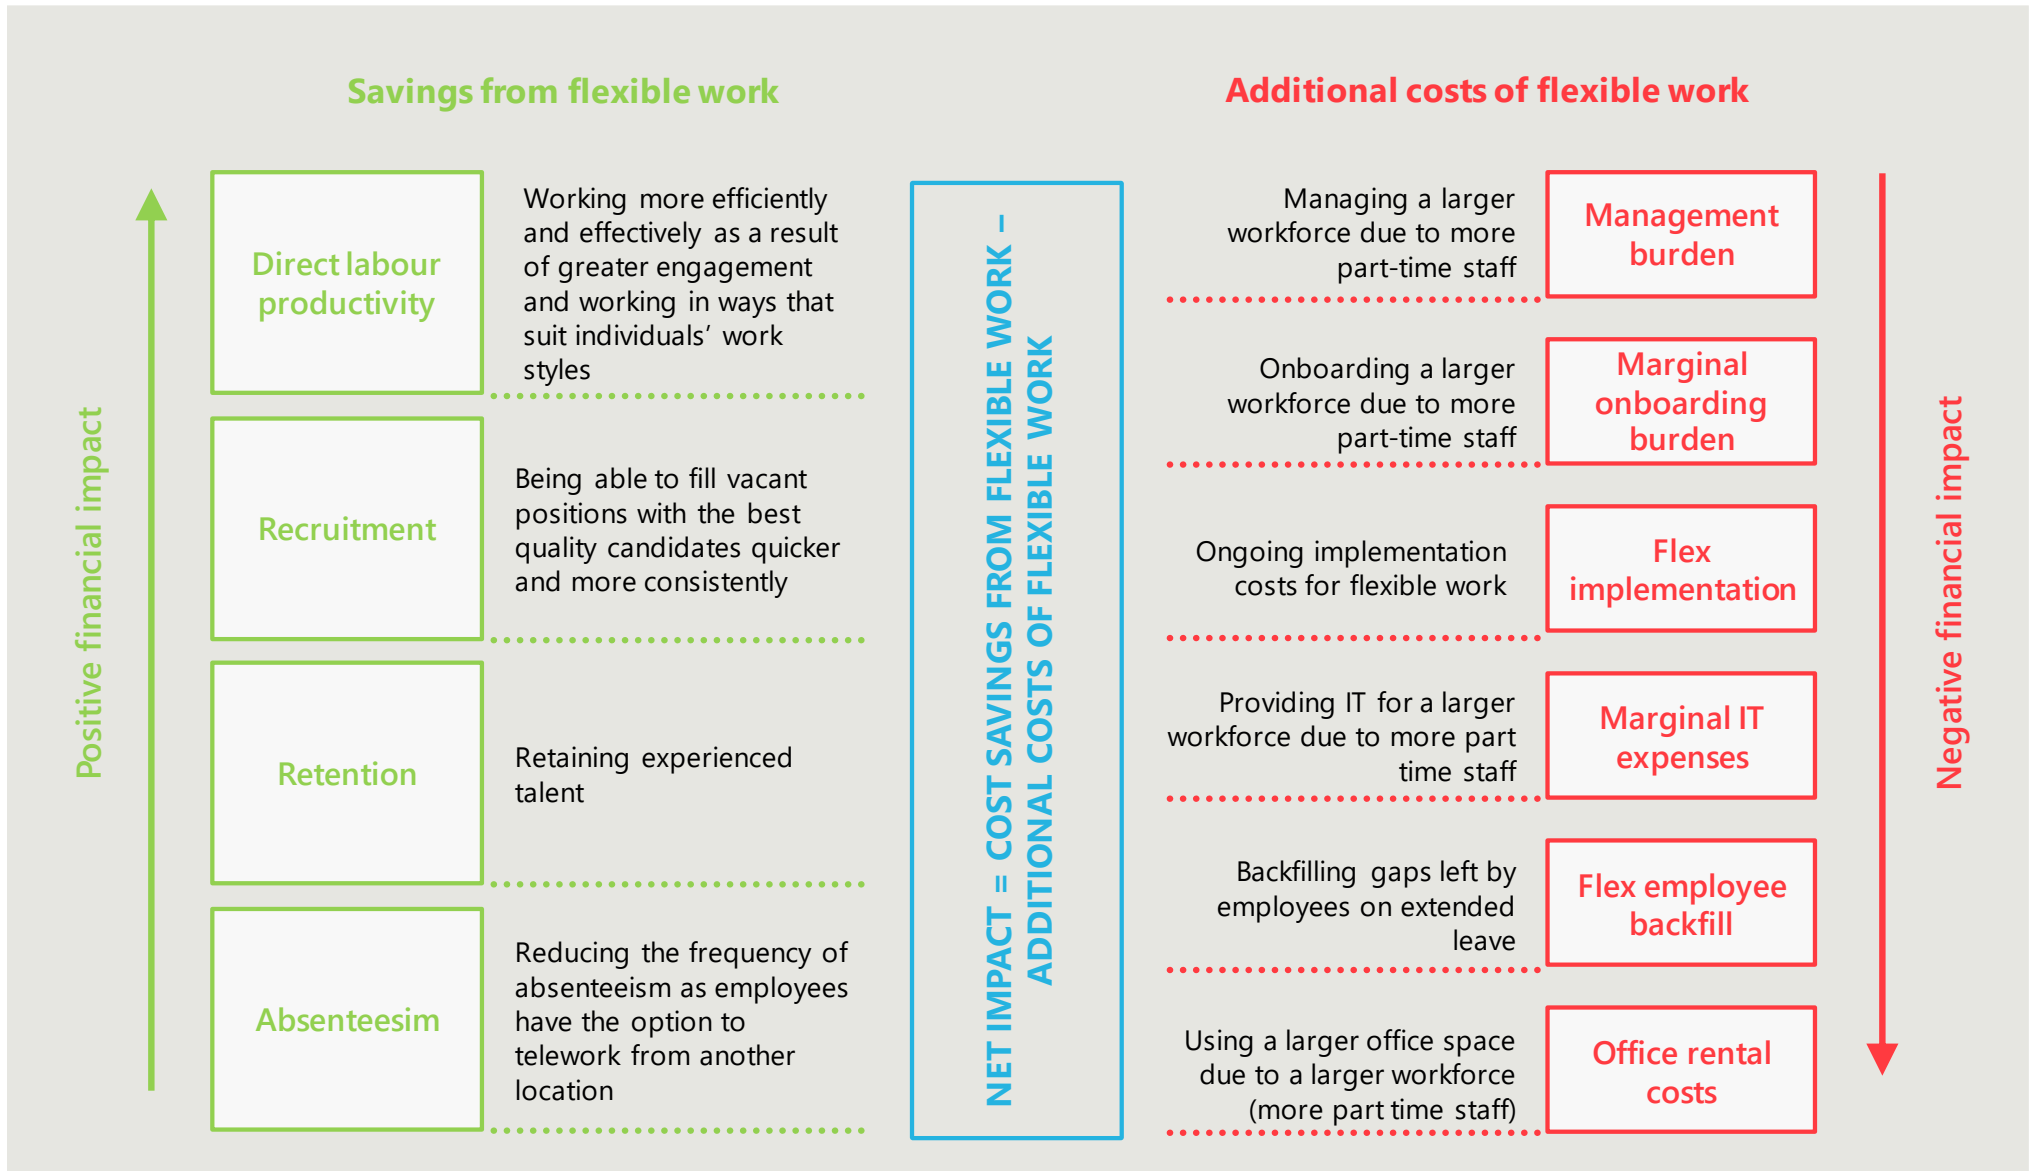 Savings from flexible work
Additional costs of flexible work
Positive financial impact
Direct labour
productivity
Working more efficiently
and effectively as a result
of greater engagement
and working in ways that
suit individuals’ work
styles
Recruitment
Being able to fill vacant
positions with the best
quality candidates quicker
and more consistently
Retention
Retaining experienced
talent
Absenteesim
Reducing the frequency of
absenteeism as employees
have the option to
telework from another
location
NET IMPACT = COST SAVINGS FROM FLEXIBLE WORK –
ADDITIONAL COSTS OF FLEXIBLE WORK
Managing a larger
workforce due to more
part-time staff
Management
burden
Onboarding a larger
workforce due to more
part-time staff
Marginal
onboarding
burden
Ongoing implementation
costs for flexible work
Flex
implementation
Providing IT for a larger
workforce due to more part
time staff
Marginal IT
expenses
Backfilling gaps left by
employees on extended
leave
Flex employee
backfill
Using a larger office space
due to a larger workforce
(more part time staff)
Office rental
costs
Negative financial impact